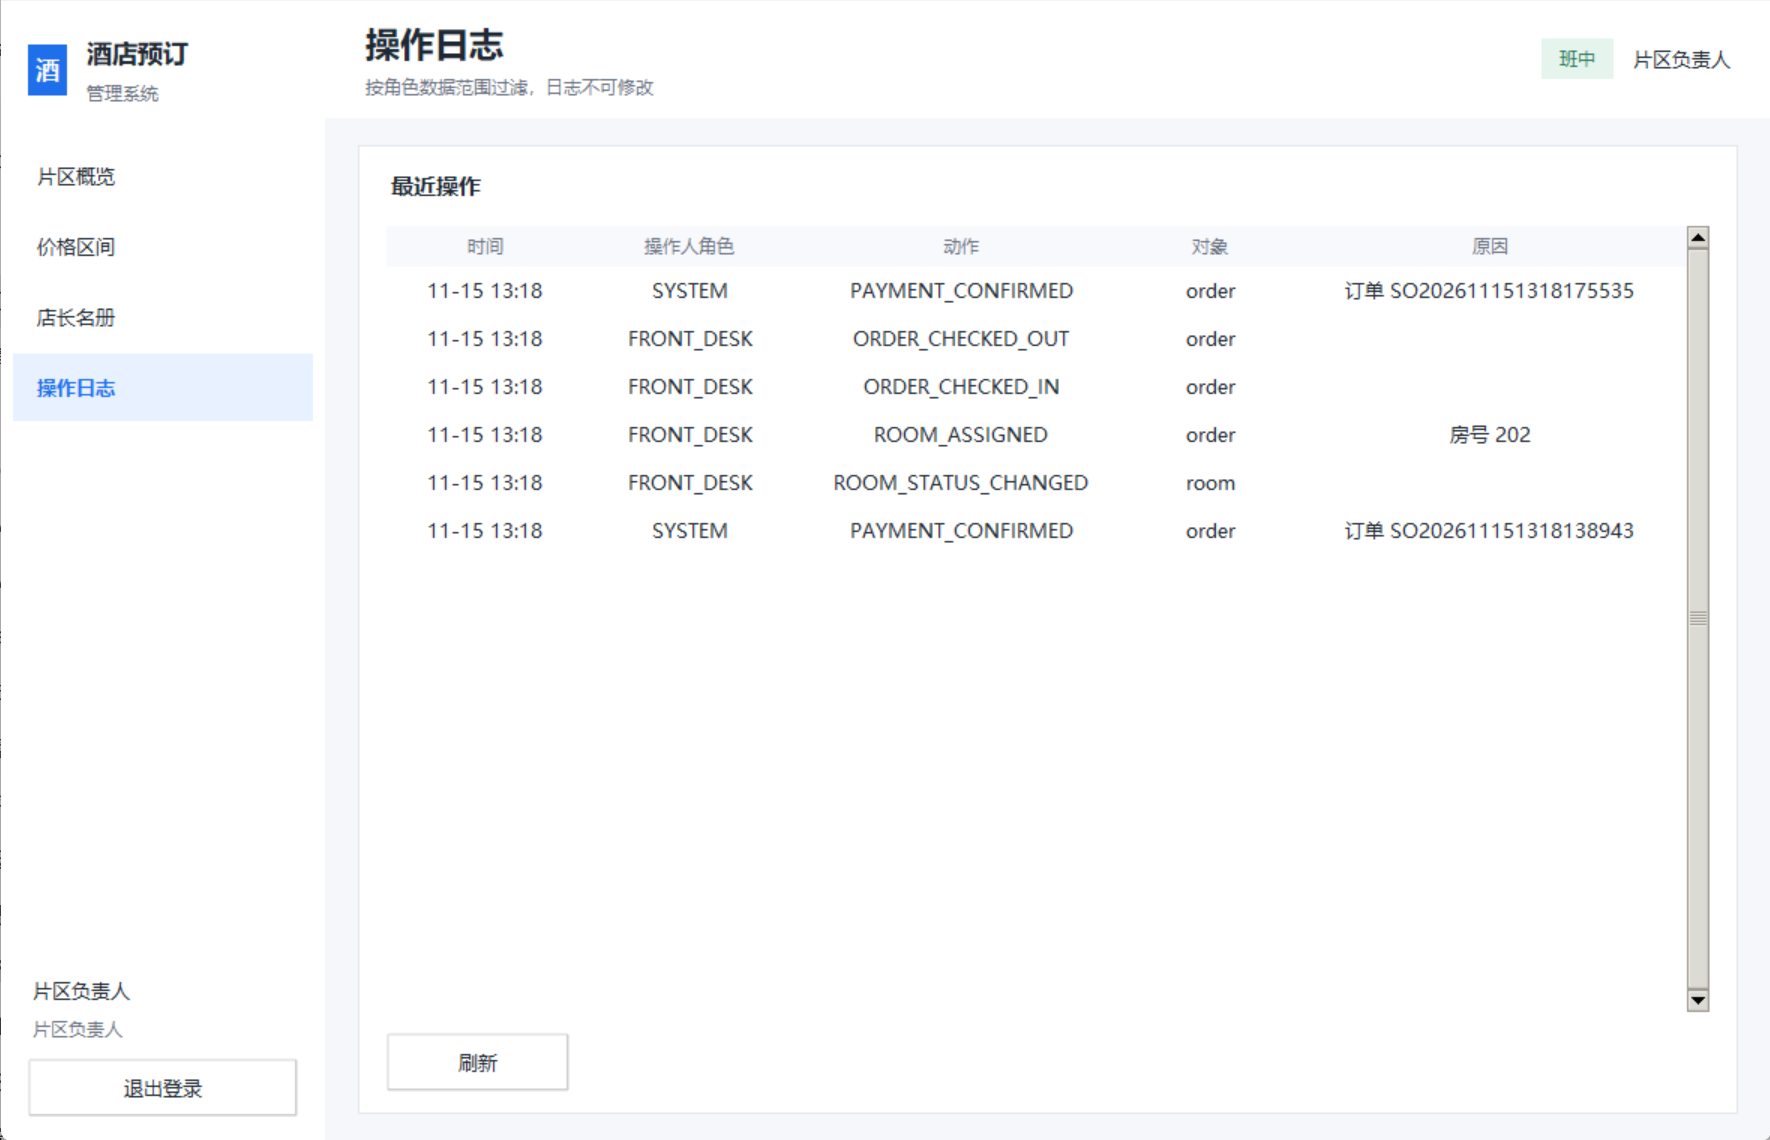 酒
酒店预订
管理系统
片区概览
价格区间
店长名册
操作日志
片区负责人
片区负责人
退出登录
操作日志
按角色数据范围过滤，日志不可修改
班中 片区负责人
最近操作
时间 操作人角色 动作 对象 原因
11-15 13:18 SYSTEM PAYMENT_CONFIRMED order 订单 SO202611151318175535
11-15 13:18 FRONT_DESK ORDER_CHECKED_OUT order
11-15 13:18 FRONT_DESK ORDER_CHECKED_IN order
11-15 13:18 FRONT_DESK ROOM_ASSIGNED order 房号 202
11-15 13:18 FRONT_DESK ROOM_STATUS_CHANGED room
11-15 13:18 SYSTEM PAYMENT_CONFIRMED order 订单 SO202611151318138943
刷新